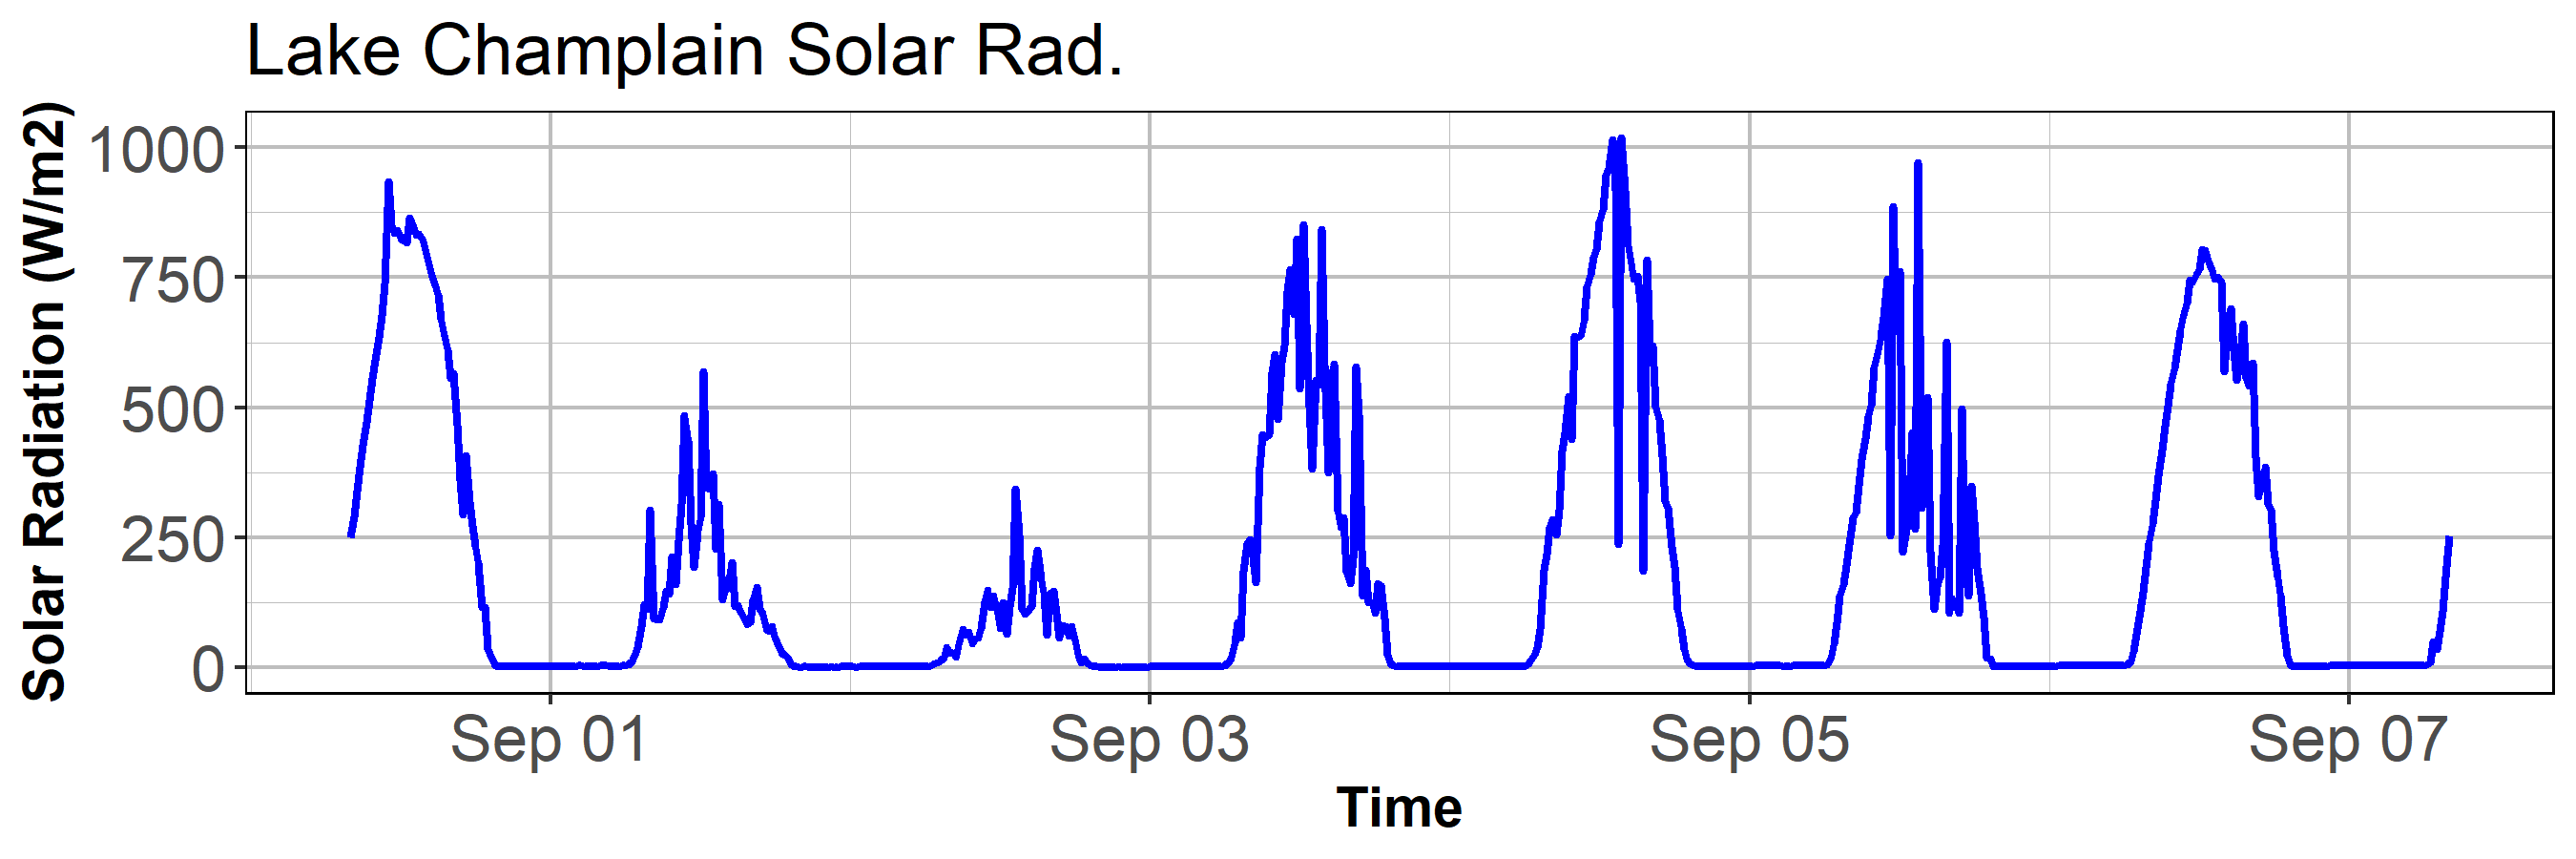 Lake Champlain Solar Rad.
Solar Radiation (W/m2)
1000
750
500
250
0
Sep 01 Sep 03 Sep 05 Sep 07
Time